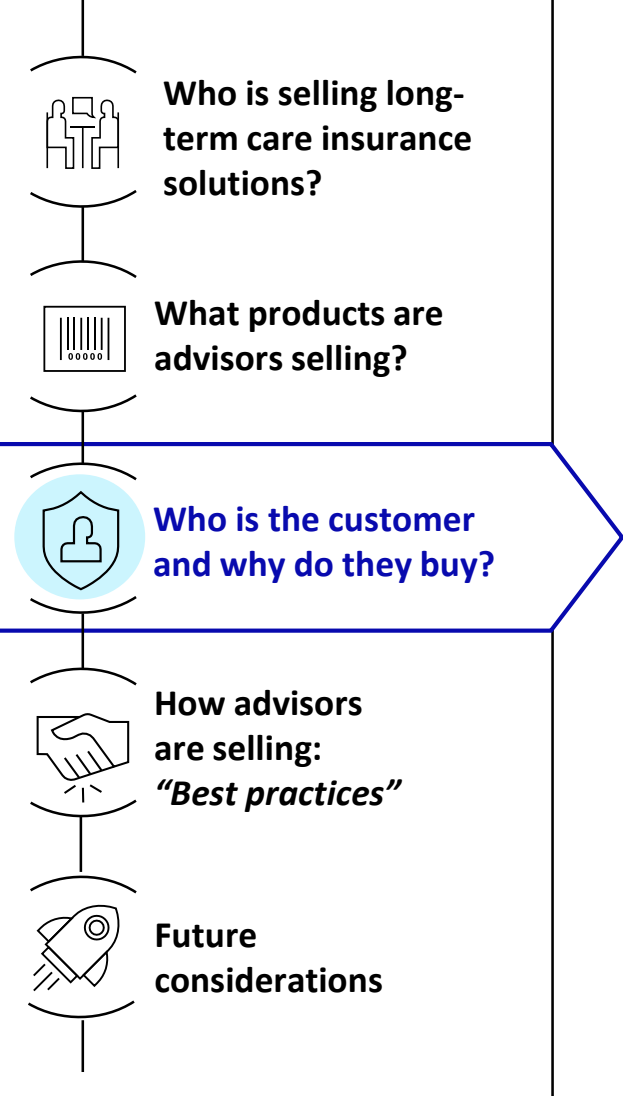 Who is selling long-
term care insurance
solutions?
What products are
00000
advisors selling?
Who is the customer
and why do they buy?
How advisors
are selling:
“Best practices”
Future
considerations